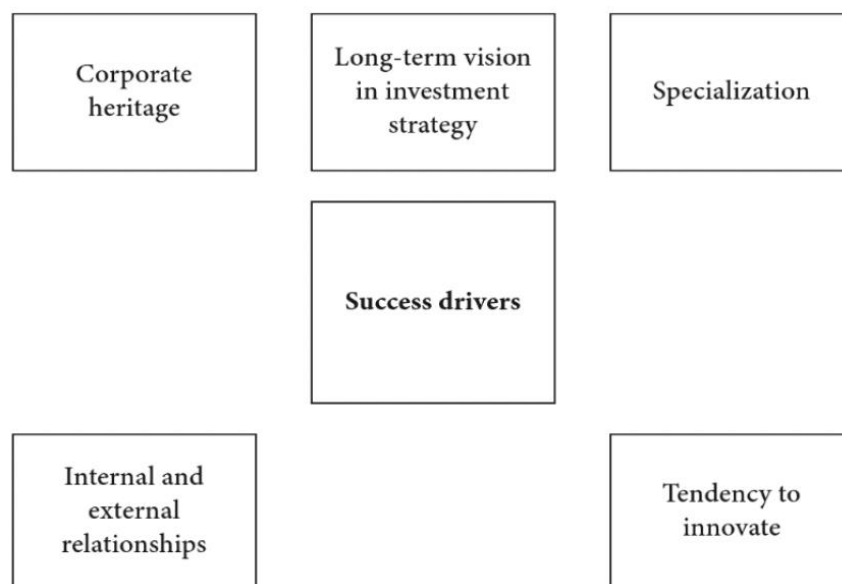 Corporate
heritage
Long-term vision
in investment
strategy
Specialization
Success drivers
Internal and
external
relationships
Tendency to
innovate